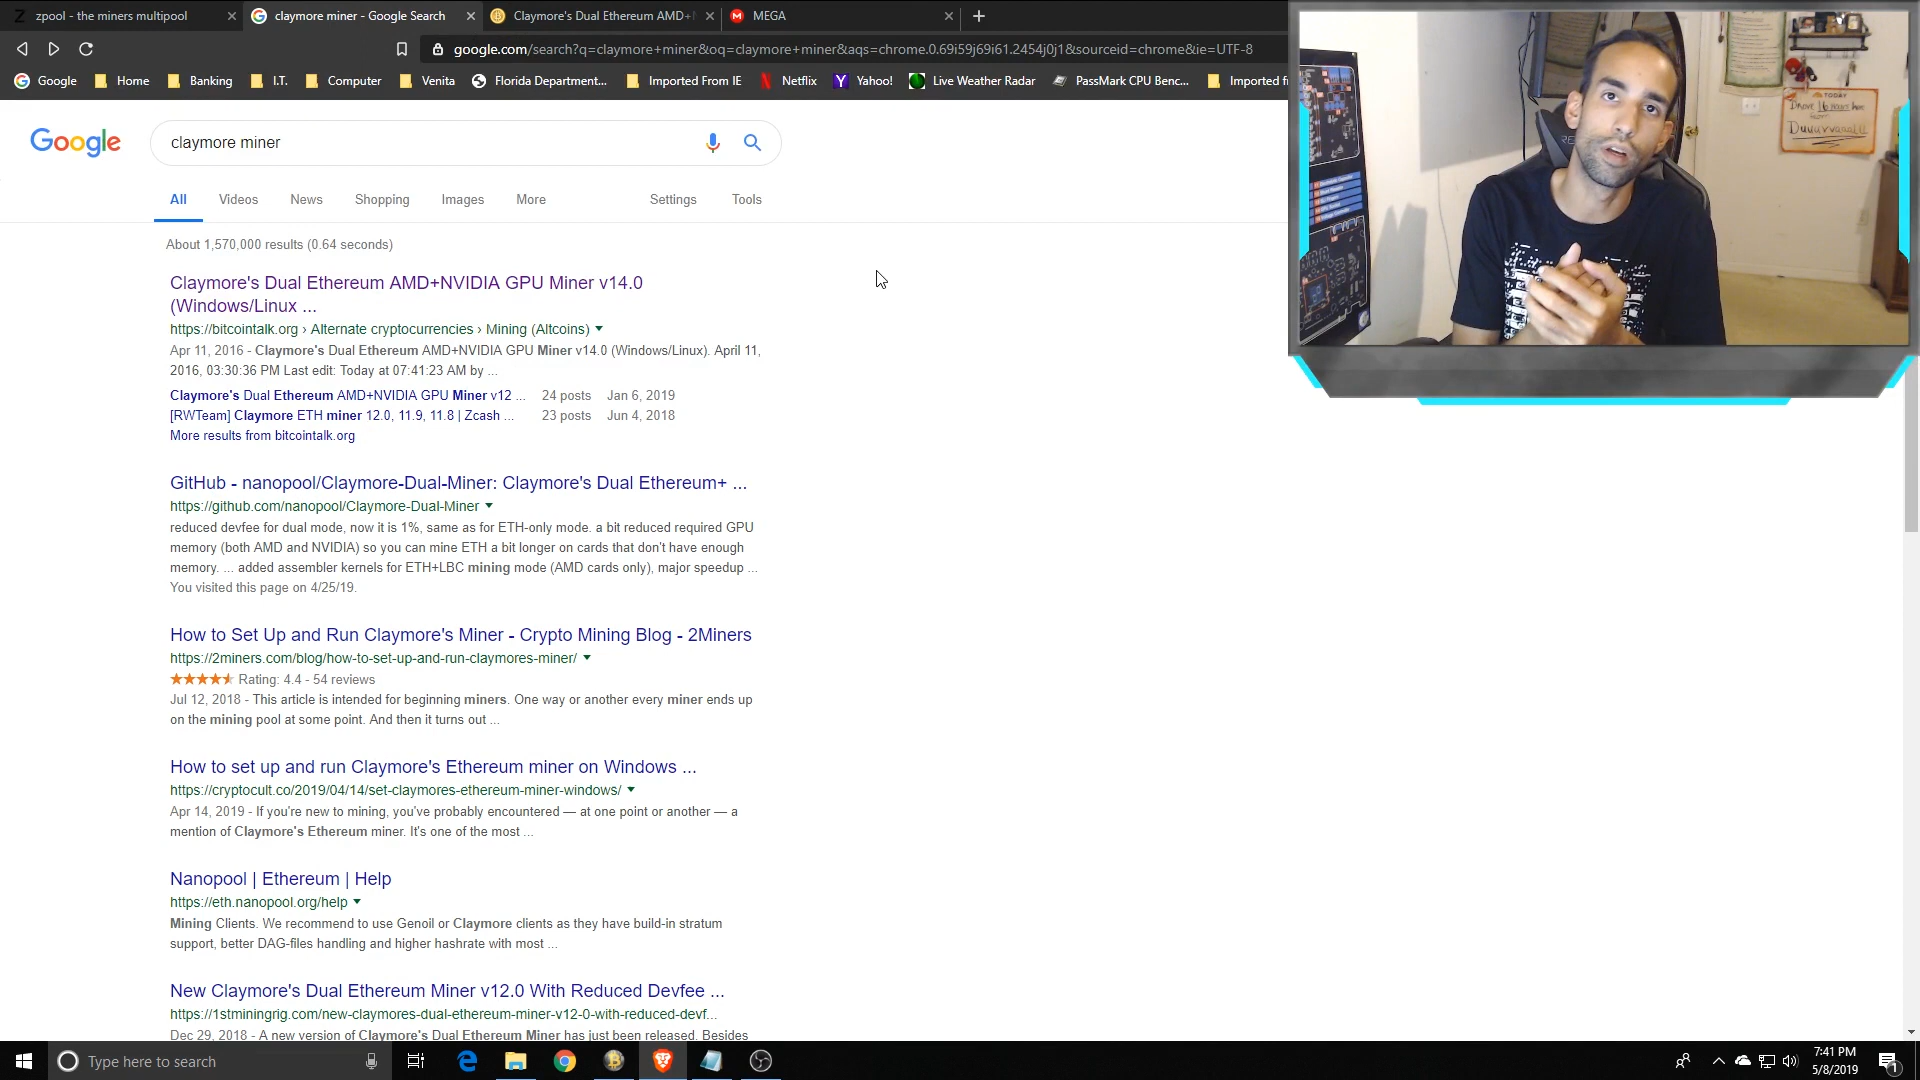 zpool - the miners multipool
claymore miner - Google Search
Claymore's Dual Ethereum AMD+
MEGA
google.com/search?q=claymore+miner&oq=claymore+miner&aqs=chrome.0.69i59j69i61.2454j0j1&sourceid=chrome&ie=UTF-8
Google Home Banking I.T. Computer Venita Florida Department... Imported From IE Netflix Yahoo! Live Weather Radar PassMark CPU Benc... Imported fr
Google
claymore miner
All Videos News Shopping Images More Settings Tools
About 1,570,000 results (0.64 seconds)
Claymore's Dual Ethereum AMD+NVIDIA GPU Miner v14.0
(Windows/Linux ...
https://bitcointalk.org › Alternate cryptocurrencies › Mining (Altcoins)
Apr 11, 2016 - Claymore's Dual Ethereum AMD+NVIDIA GPU Miner v14.0 (Windows/Linux). April 11,
2016, 03:30:36 PM Last edit: Today at 07:41:23 AM by ...
Claymore's Dual Ethereum AMD+NVIDIA GPU Miner v12 ... 24 posts Jan 6, 2019
[RWTeam] Claymore ETH miner 12.0, 11.9, 11.8 | Zcash ... 23 posts Jun 4, 2018
More results from bitcointalk.org
GitHub - nanopool/Claymore-Dual-Miner: Claymore's Dual Ethereum+ ...
https://github.com/nanopool/Claymore-Dual-Miner
reduced devfee for dual mode, now it is 1%, same as for ETH-only mode. a bit reduced required GPU
memory (both AMD and NVIDIA) so you can mine ETH a bit longer on cards that don't have enough
memory. ... added assembler kernels for ETH+LBC mining mode (AMD cards only), major speedup ...
You visited this page on 4/25/19.
How to Set Up and Run Claymore's Miner - Crypto Mining Blog - 2Miners
https://2miners.com/blog/how-to-set-up-and-run-claymores-miner/
Rating: 4.4 - 54 reviews
Jul 12, 2018 - This article is intended for beginning miners. One way or another every miner ends up
on the mining pool at some point. And then it turns out ...
How to set up and run Claymore's Ethereum miner on Windows ...
https://cryptocult.co/2019/04/14/set-claymores-ethereum-miner-windows/
Apr 14, 2019 - If you're new to mining, you've probably encountered — at one point or another — a
mention of Claymore's Ethereum miner. It's one of the most ...
Nanopool | Ethereum | Help
https://eth.nanopool.org/help
Mining Clients. We recommend to use Genoil or Claymore clients as they have build-in stratum
support, better DAG-files handling and higher hashrate with most ...
New Claymore's Dual Ethereum Miner v12.0 With Reduced Devfee ...
https://1stminingrig.com/new-claymores-dual-ethereum-miner-v12-0-with-reduced-devf...
Dec 29, 2018 - A new version of Claymore's Dual Ethereum Miner has just been released. Besides
TODAY
Drove 16 hours
Type here to search
7:41 PM
5/8/2019
1